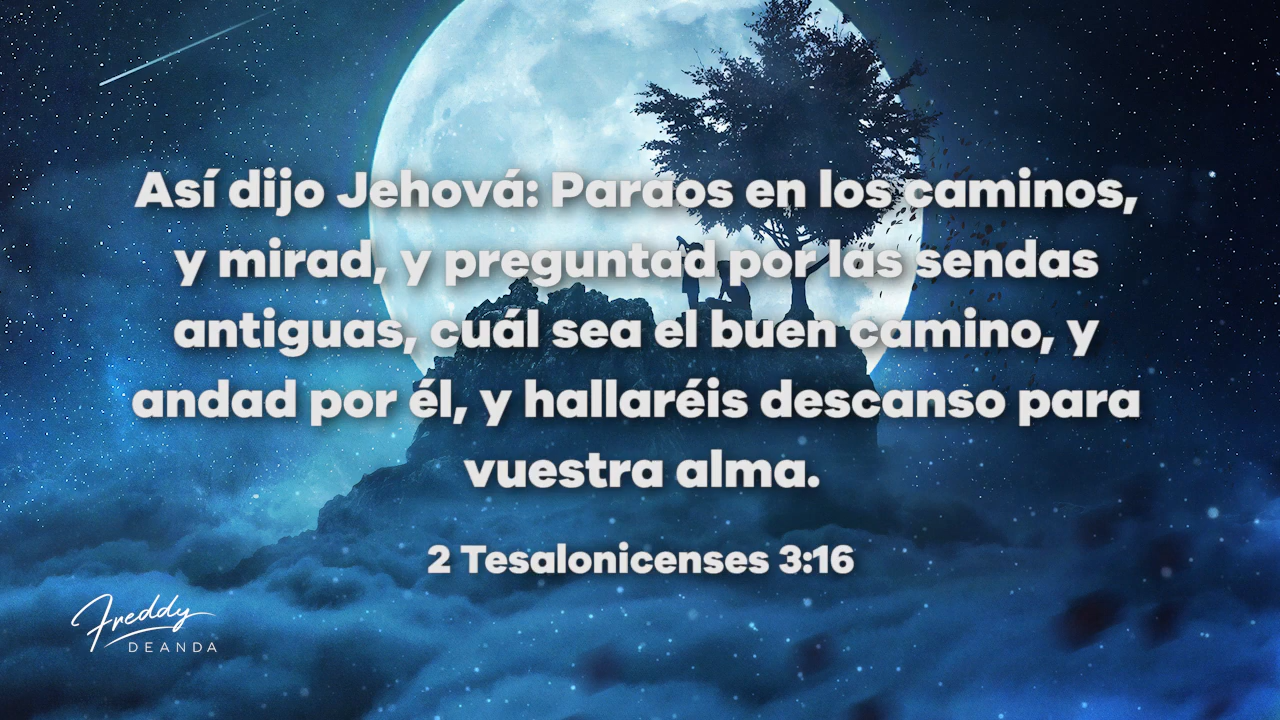 Así dijo Jehová: Paraos en los caminos,
y mirad, y preguntad por las sendas
antiguas, cuál sea el buen camino, y
andad por él, y hallaréis descanso para
vuestra alma.
2 Tesalonicenses 3:16
Freddy
DEANDA